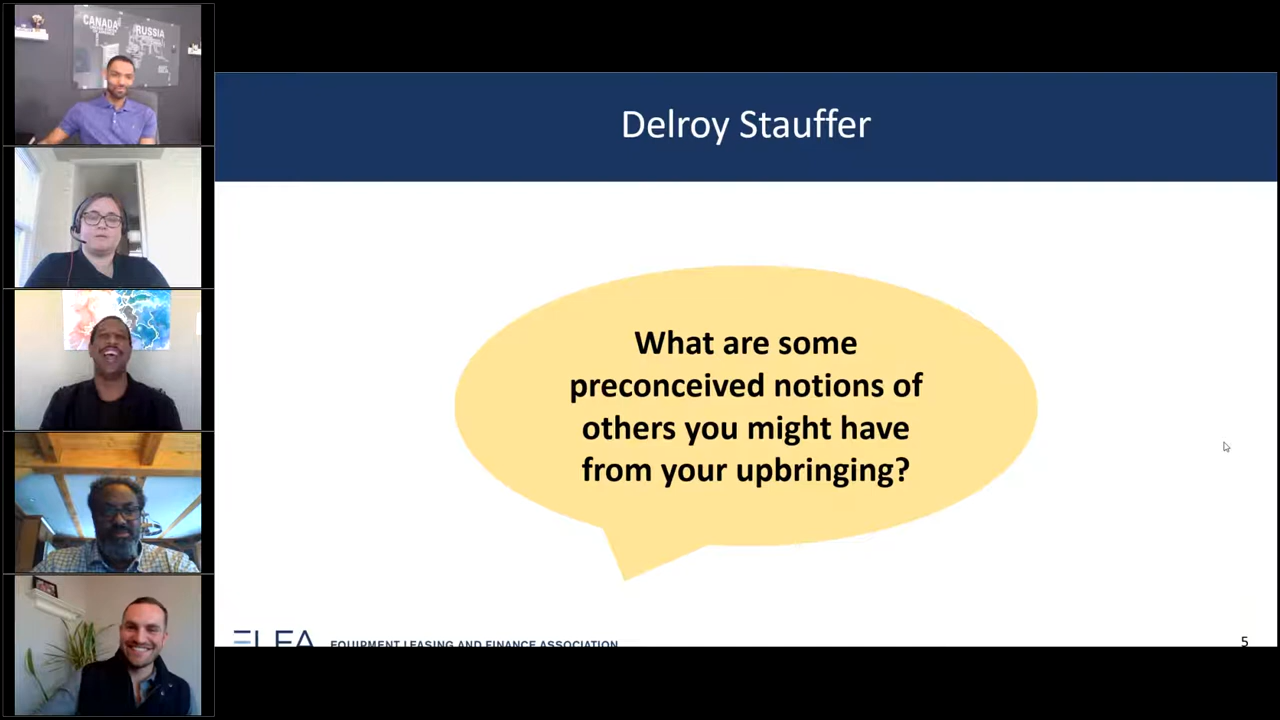 CANADA
RUSSIA
Delroy Stauffer
What are some
preconceived notions of
others you might have
from your upbringing?
ELFA EQUIPMENT LEASING AND FINANCE ASSOCIATION
5